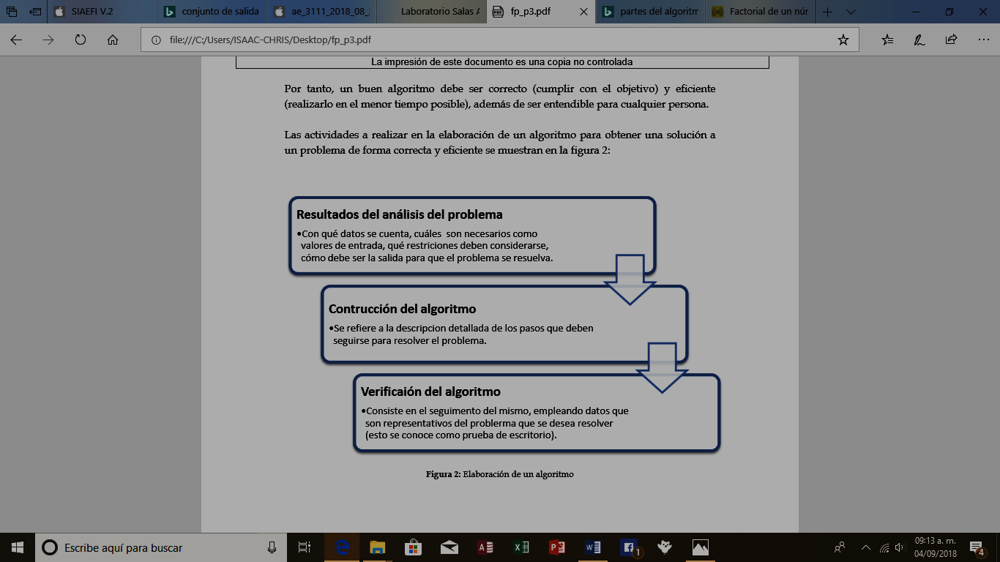 SIAEFI V.2
conjunto de salida
ae_3111_2018_08_
Laboratorio Salas A
fp_p3.pdf
partes del algoritm
Factorial de un núr
file:///C:/Users/ISAAC-CHRIS/Desktop/fp_p3.pdf
La impresión de este documento es una copia no controlada
Por tanto, un buen algoritmo debe ser correcto (cumplir con el objetivo) y eficiente
(realizarlo en el menor tiempo posible), además de ser entendible para cualquier persona.
Las actividades a realizar en la elaboración de un algoritmo para obtener una solución a
un problema de forma correcta y eficiente se muestran en la figura 2:
Resultados del análisis del problema
•Con qué datos se cuenta, cuáles son necesarios como
valores de entrada, qué restriciones deben considerarse,
cómo debe ser la salida para que el problema se resuelva.
Contrucción del algoritmo
•Se refiere a la descripcion detallada de los pasos que deben
seguirse para resolver el problema.
Verificaión del algoritmo
•Consiste en el seguimento del mismo, empleando datos que
son representativos del problerma que se desea resolver
(esto se conoce como prueba de escritorio).
Figura 2: Elaboración de un algoritmo
Escribe aquí para buscar
1
09:13 a. m.
04/09/2018
4